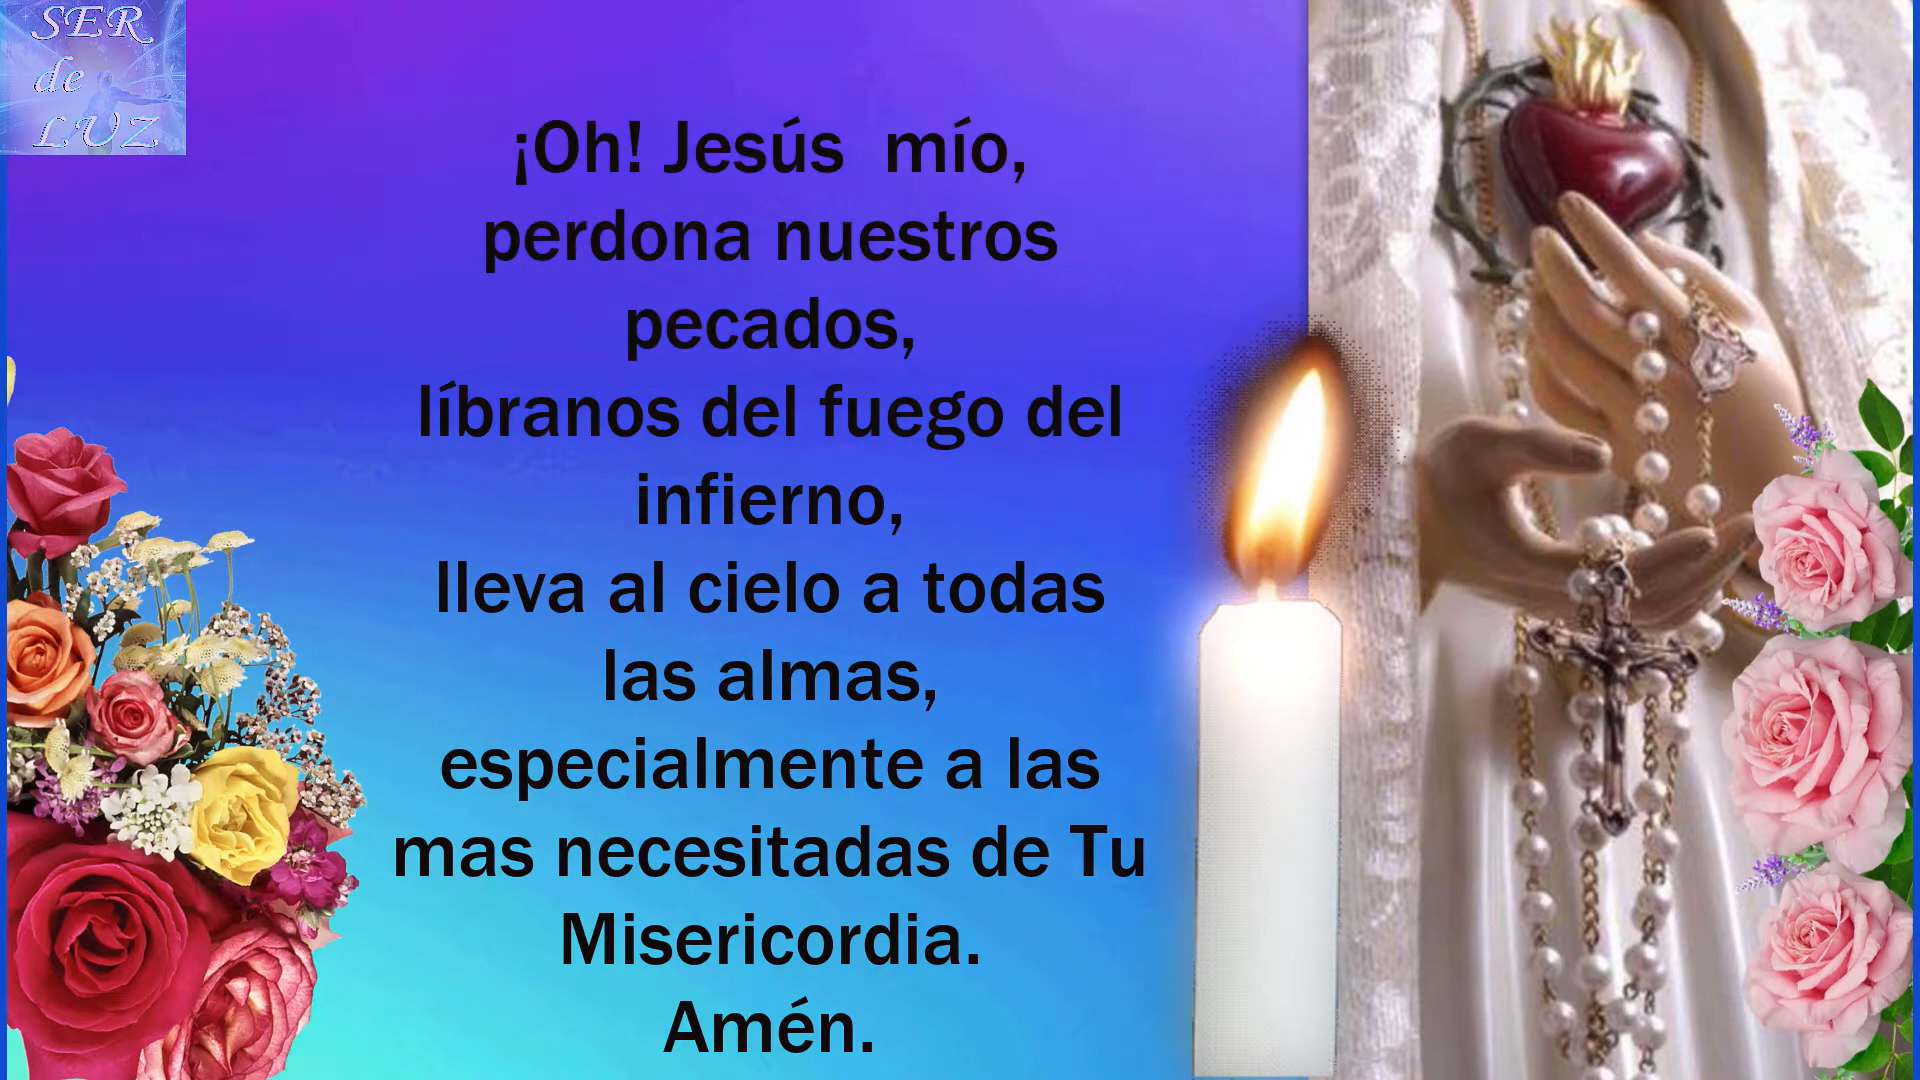 SER
de
LUZ
¡Oh! Jesús  mío,
perdona nuestros
pecados,
líbranos del fuego del
infierno,
lleva al cielo a todas
las almas,
especialmente a las
mas necesitadas de Tu
Misericordia.
Amén.